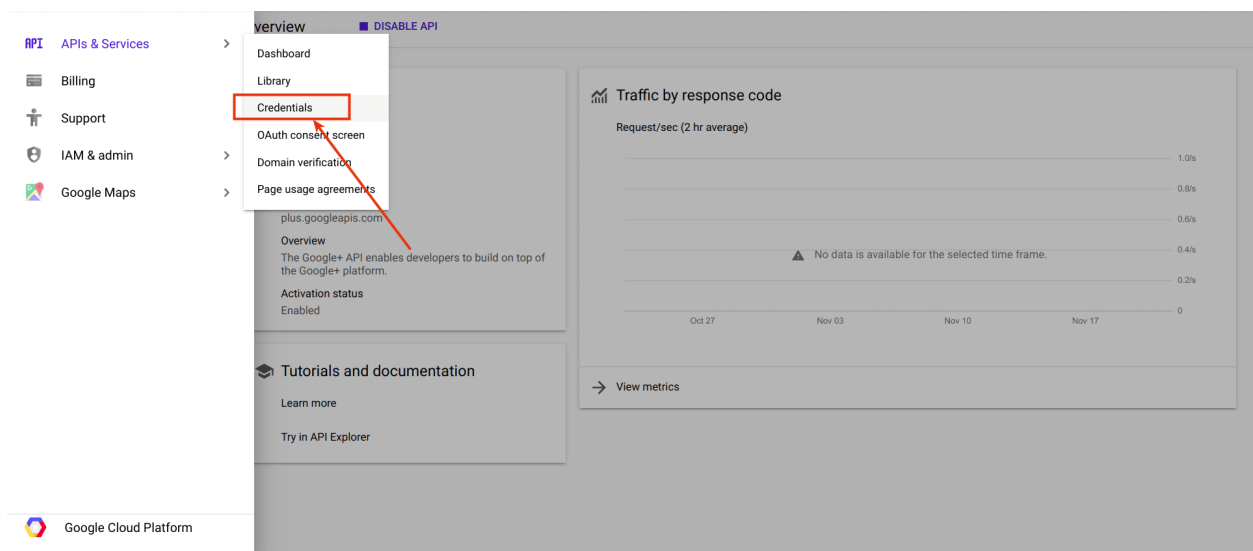 API APIs & Services
Billing
Support
IAM & admin
Google Maps
Google Cloud Platform
verview
DISABLE API
Dashboard
Library
Credentials
OAuth consent screen
Domain verification
Page usage agreements
plus.googleapis.com
Overview
The Google+ API enables developers to build on top of
the Google+ platform.
Activation status
Enabled
Tutorials and documentation
Learn more
Try in API Explorer
Traffic by response code
Request/sec (2 hr average)
1.0/s
0.8/s
0.6/s
0.4/s
0.2/s
0
No data is available for the selected time frame.
Oct 27
Nov 03
Nov 10
Nov 17
View metrics